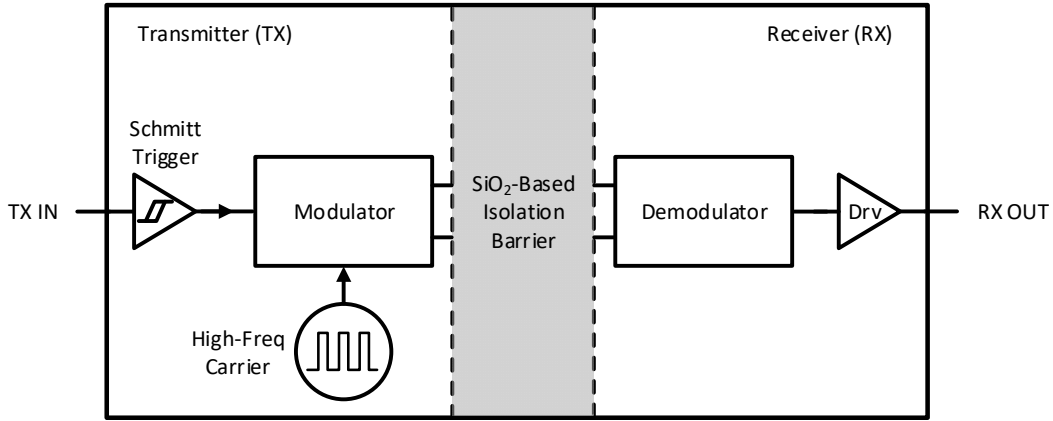 Transmitter (TX)
Receiver (RX)
Schmitt
Trigger
TX IN
Modulator
SiO₂-Based
Isolation
Barrier
Demodulator
Drv
RX OUT
High-Freq
Carrier